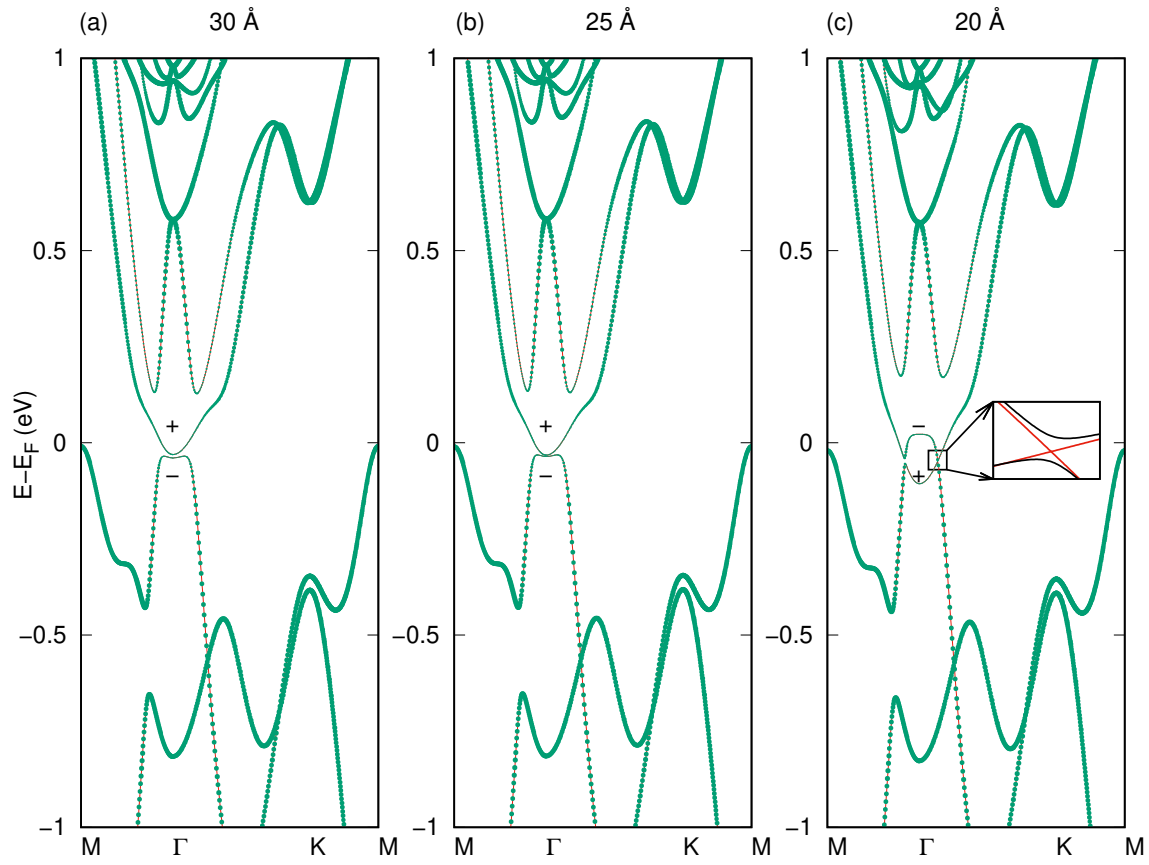 (a) 30 Å (b) 25 Å (c) 20 Å
1 1 1
0.5 0.5 0.5
+ + −
0 0 0
E−E_F (eV)
− − +
−0.5 −0.5 −0.5
−1 −1 −1
M Γ K M M Γ K M M Γ K M